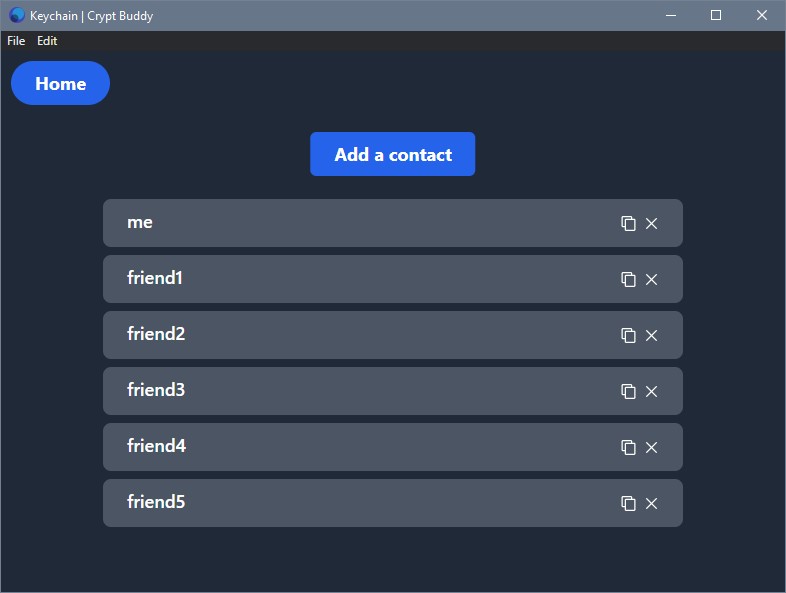 Keychain | Crypt Buddy
File Edit
Home
Add a contact
me
friend1
friend2
friend3
friend4
friend5